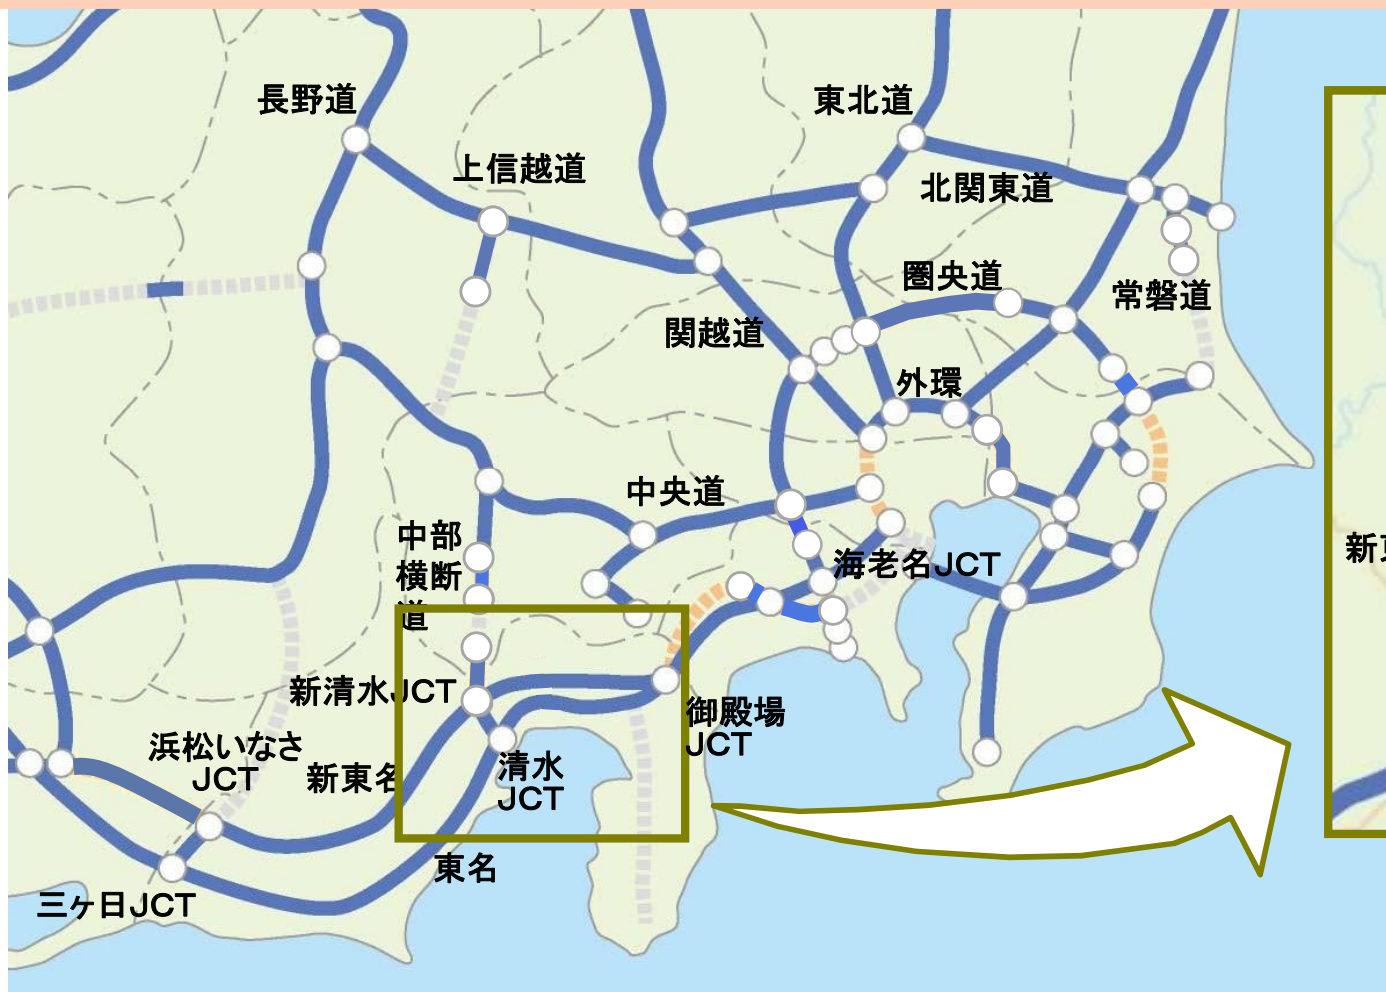 長野道
東北道
上信越道
北関東道
圏央道
常磐道
関越道
外環
中央道
中部
横断
道
海老名JCT
新東
新清水JCT
御殿場
JCT
浜松いなさ
JCT
新東名
清水
JCT
東名
三ヶ日JCT